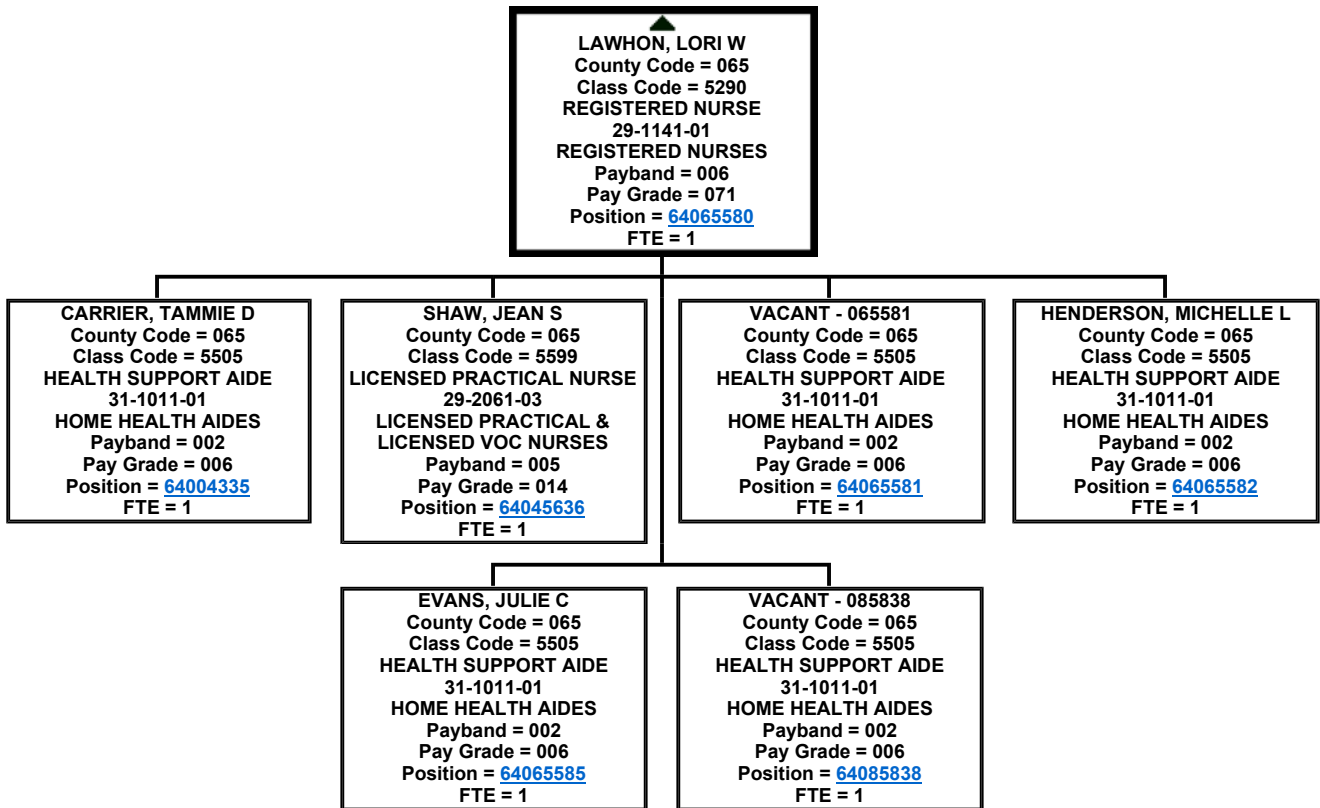 LAWHON, LORI W
County Code = 065
Class Code = 5290
REGISTERED NURSE
29-1141-01
REGISTERED NURSES
Payband = 006
Pay Grade = 071
Position = 64065580
FTE = 1
CARRIER, TAMMIE D
County Code = 065
Class Code = 5505
HEALTH SUPPORT AIDE
31-1011-01
HOME HEALTH AIDES
Payband = 002
Pay Grade = 006
Position = 64004335
FTE = 1
SHAW, JEAN S
County Code = 065
Class Code = 5599
LICENSED PRACTICAL NURSE
29-2061-03
LICENSED PRACTICAL &
LICENSED VOC NURSES
Payband = 005
Pay Grade = 014
Position = 64045636
FTE = 1
VACANT - 065581
County Code = 065
Class Code = 5505
HEALTH SUPPORT AIDE
31-1011-01
HOME HEALTH AIDES
Payband = 002
Pay Grade = 006
Position = 64065581
FTE = 1
HENDERSON, MICHELLE L
County Code = 065
Class Code = 5505
HEALTH SUPPORT AIDE
31-1011-01
HOME HEALTH AIDES
Payband = 002
Pay Grade = 006
Position = 64065582
FTE = 1
EVANS, JULIE C
County Code = 065
Class Code = 5505
HEALTH SUPPORT AIDE
31-1011-01
HOME HEALTH AIDES
Payband = 002
Pay Grade = 006
Position = 64065585
FTE = 1
VACANT - 085838
County Code = 065
Class Code = 5505
HEALTH SUPPORT AIDE
31-1011-01
HOME HEALTH AIDES
Payband = 002
Pay Grade = 006
Position = 64085838
FTE = 1